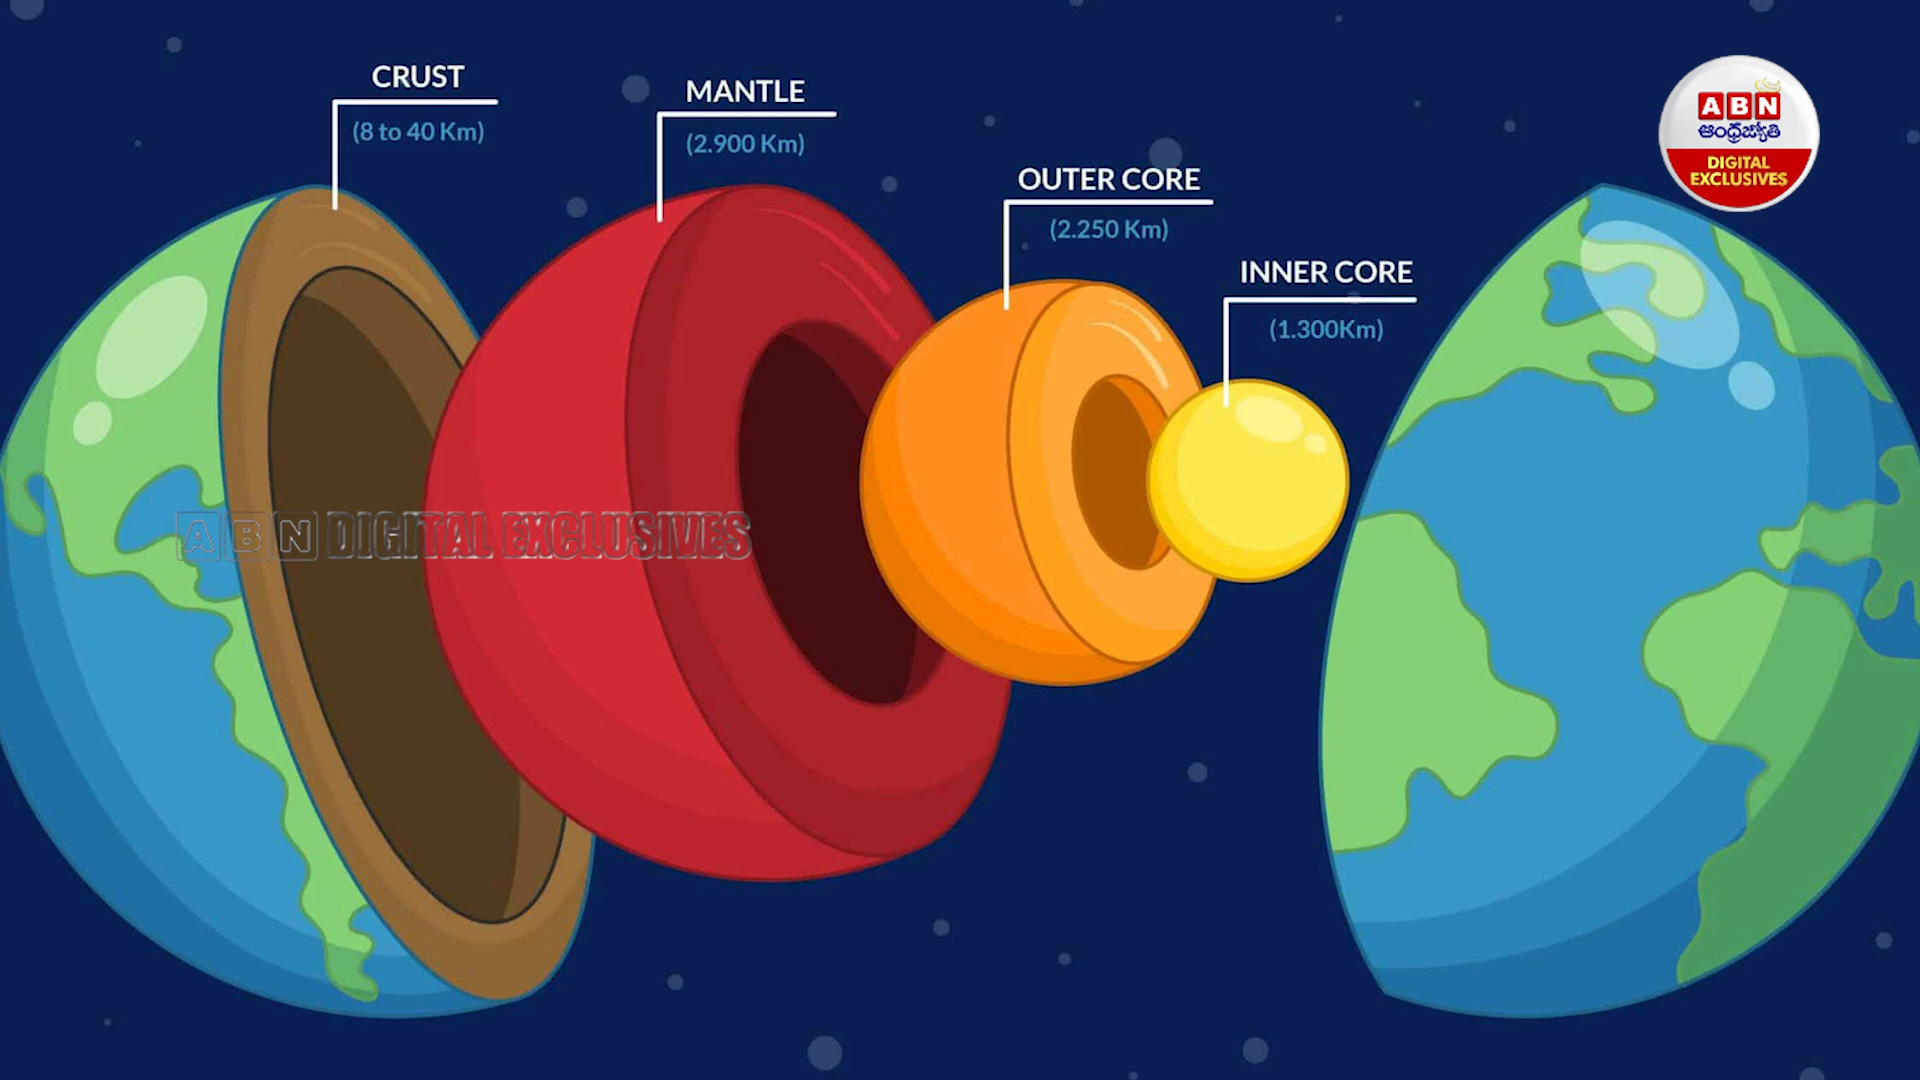 CRUST
(8 to 40 Km)
MANTLE
(2.900 Km)
OUTER CORE
(2.250 Km)
INNER CORE
(1.300Km)
ABN
ఆంధ్రజ్యోతి
DIGITAL
EXCLUSIVES
ABN DIGITAL EXCLUSIVES